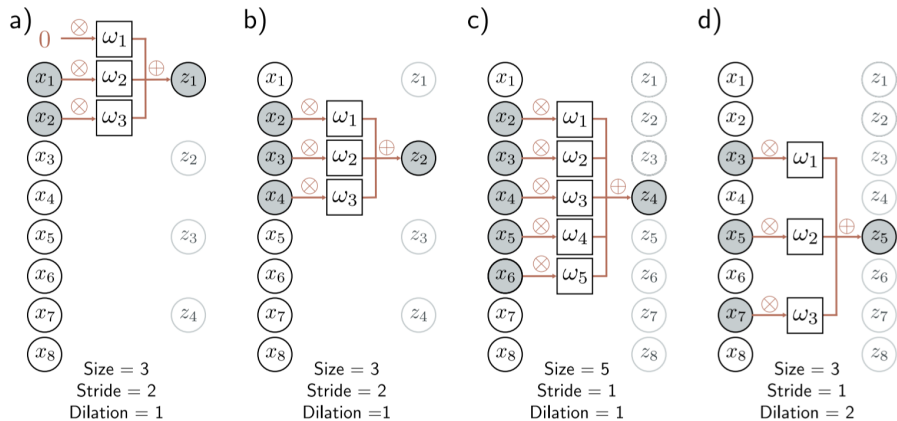 a)
0 ⊗ ω₁
x₁ ⊗ ω₂ ⊕ z₁
x₂ ⊗ ω₃
x₃ z₂
x₄
x₅ z₃
x₆
x₇ z₄
x₈
Size = 3
Stride = 2
Dilation = 1
b)
x₁ z₁
x₂ ⊗ ω₁
x₃ ⊗ ω₂ ⊕ z₂
x₄ ⊗ ω₃
x₅ z₃
x₆
x₇ z₄
x₈
Size = 3
Stride = 2
Dilation =1
c)
x₁ z₁
x₂ ⊗ ω₁ z₂
x₃ ⊗ ω₂ z₃
x₄ ⊗ ω₃ ⊕ z₄
x₅ ⊗ ω₄ z₅
x₆ ⊗ ω₅ z₆
x₇ z₇
x₈ z₈
Size = 5
Stride = 1
Dilation = 1
d)
x₁ z₁
x₂ z₂
x₃ ⊗ ω₁ z₃
x₄ z₄
x₅ ⊗ ω₂ ⊕ z₅
x₆ z₆
x₇ ⊗ ω₃ z₇
x₈ z₈
Size = 3
Stride = 1
Dilation = 2